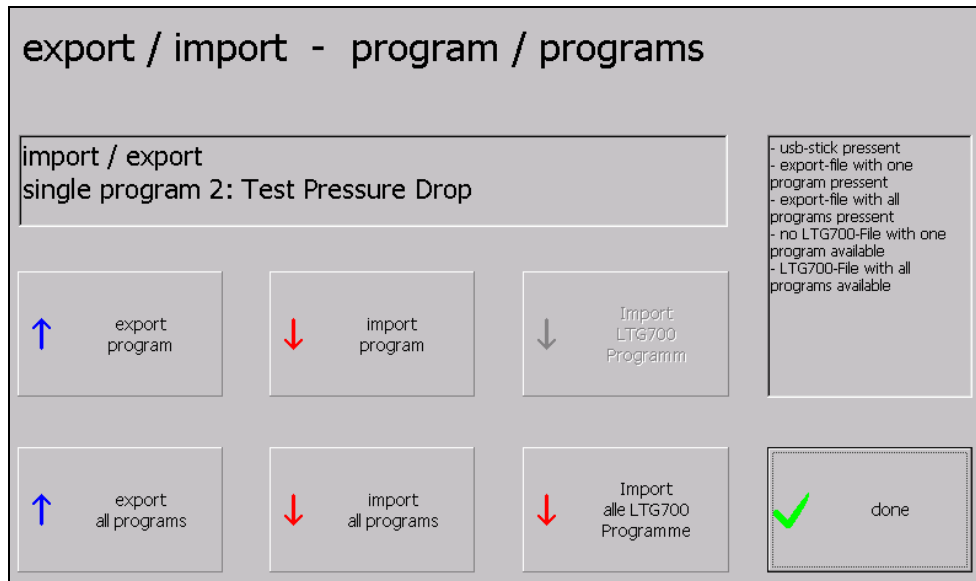 export / import - program / programs
import / export
single program 2: Test Pressure Drop
- usb-stick pressent
- export-file with one
program pressent
- export-file with all
programs pressent
- no LTG700-File with one
program available
- LTG700-File with all
programs available
export
program
import
program
Import
LTG700
Programm
export
all programs
import
all programs
Import
alle LTG700
Programme
done